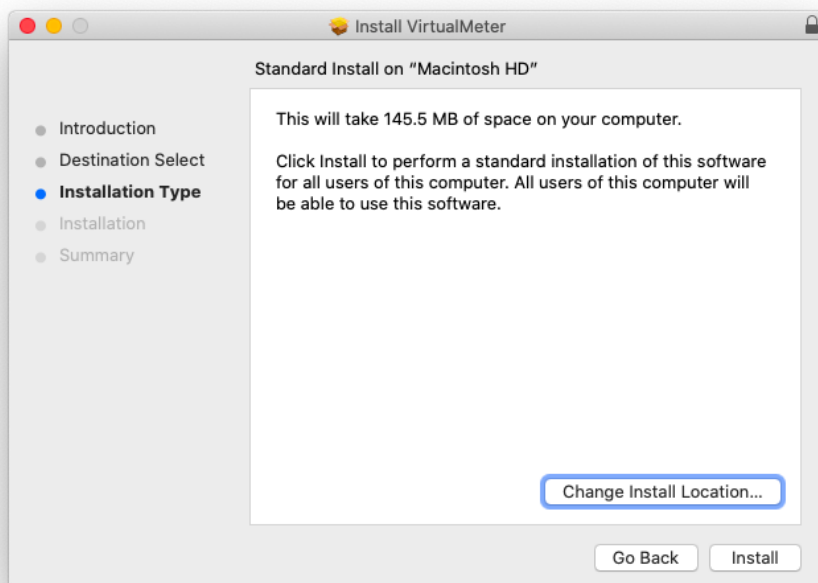 Install VirtualMeter
Standard Install on “Macintosh HD”
Introduction
Destination Select
Installation Type
Installation
Summary
This will take 145.5 MB of space on your computer.
Click Install to perform a standard installation of this software
for all users of this computer. All users of this computer will
be able to use this software.
Change Install Location...
Go Back
Install